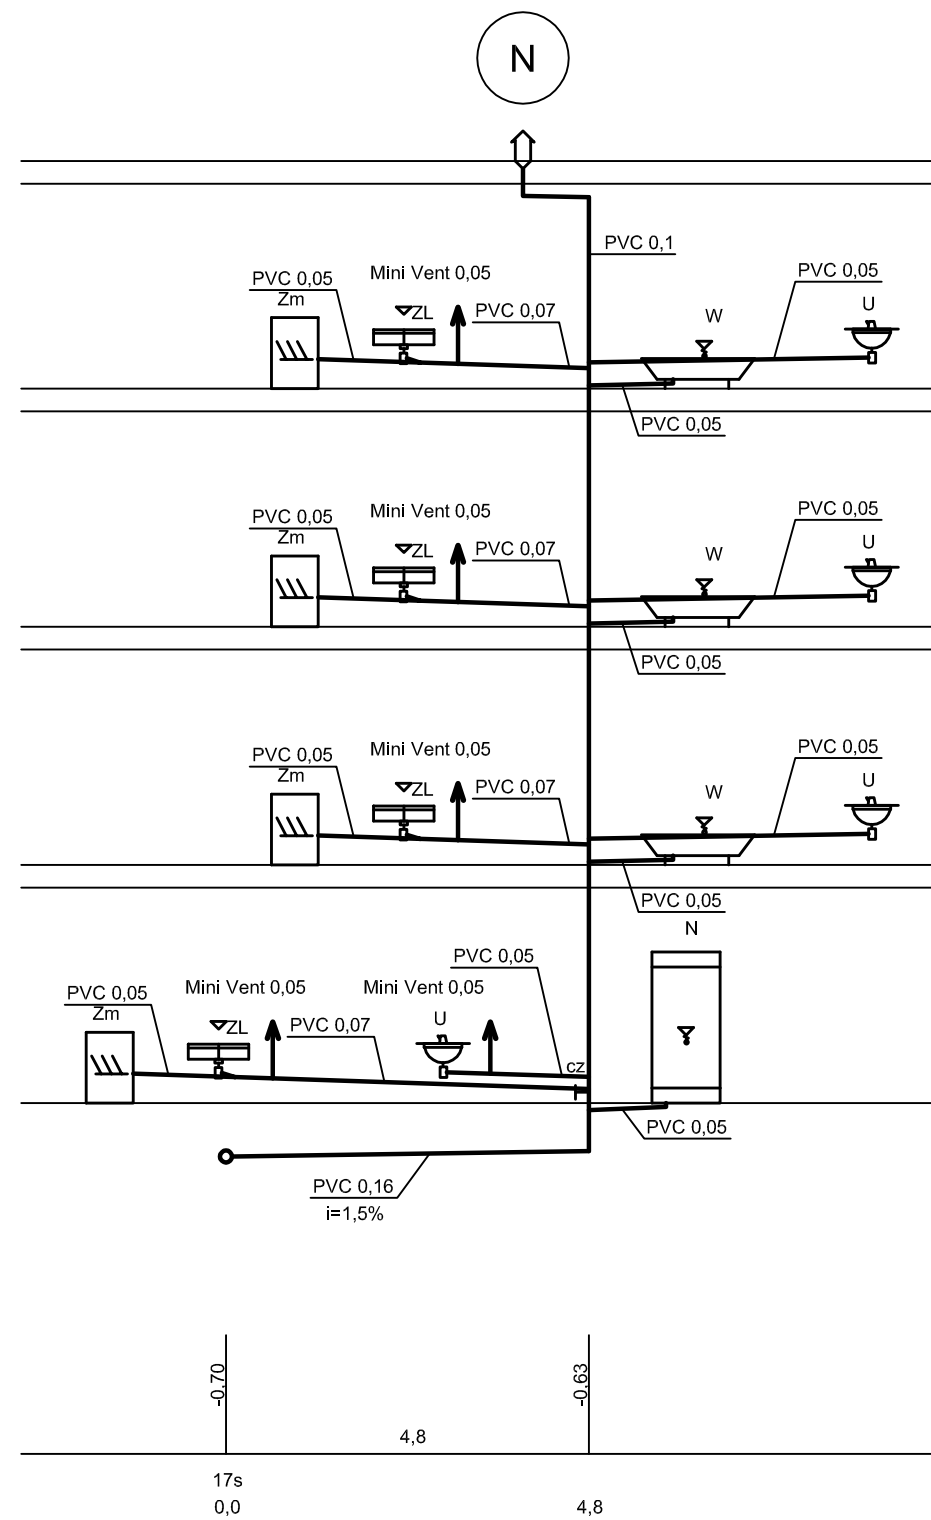 N
PVC 0,1
PVC 0,05
Zm
Mini Vent 0,05
ZL
PVC 0,07
W
PVC 0,05
U
PVC 0,05
PVC 0,05
Zm
Mini Vent 0,05
ZL
PVC 0,07
W
PVC 0,05
U
PVC 0,05
PVC 0,05
Zm
Mini Vent 0,05
ZL
PVC 0,07
W
PVC 0,05
U
PVC 0,05
N
PVC 0,05
Zm
Mini Vent 0,05
ZL
PVC 0,07
Mini Vent 0,05
U
PVC 0,05
cz
PVC 0,05
PVC 0,16
i=1,5%
-0,70
-0,63
4,8
17s
0,0
4,8